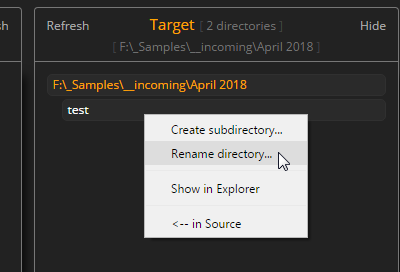 sh
Refresh Target [ 2 directories ] Hide
[ F:\_Samples\__incoming\April 2018 ]
F:\_Samples\__incoming\April 2018
test
Create subdirectory...
Rename directory...
Show in Explorer
<-- in Source